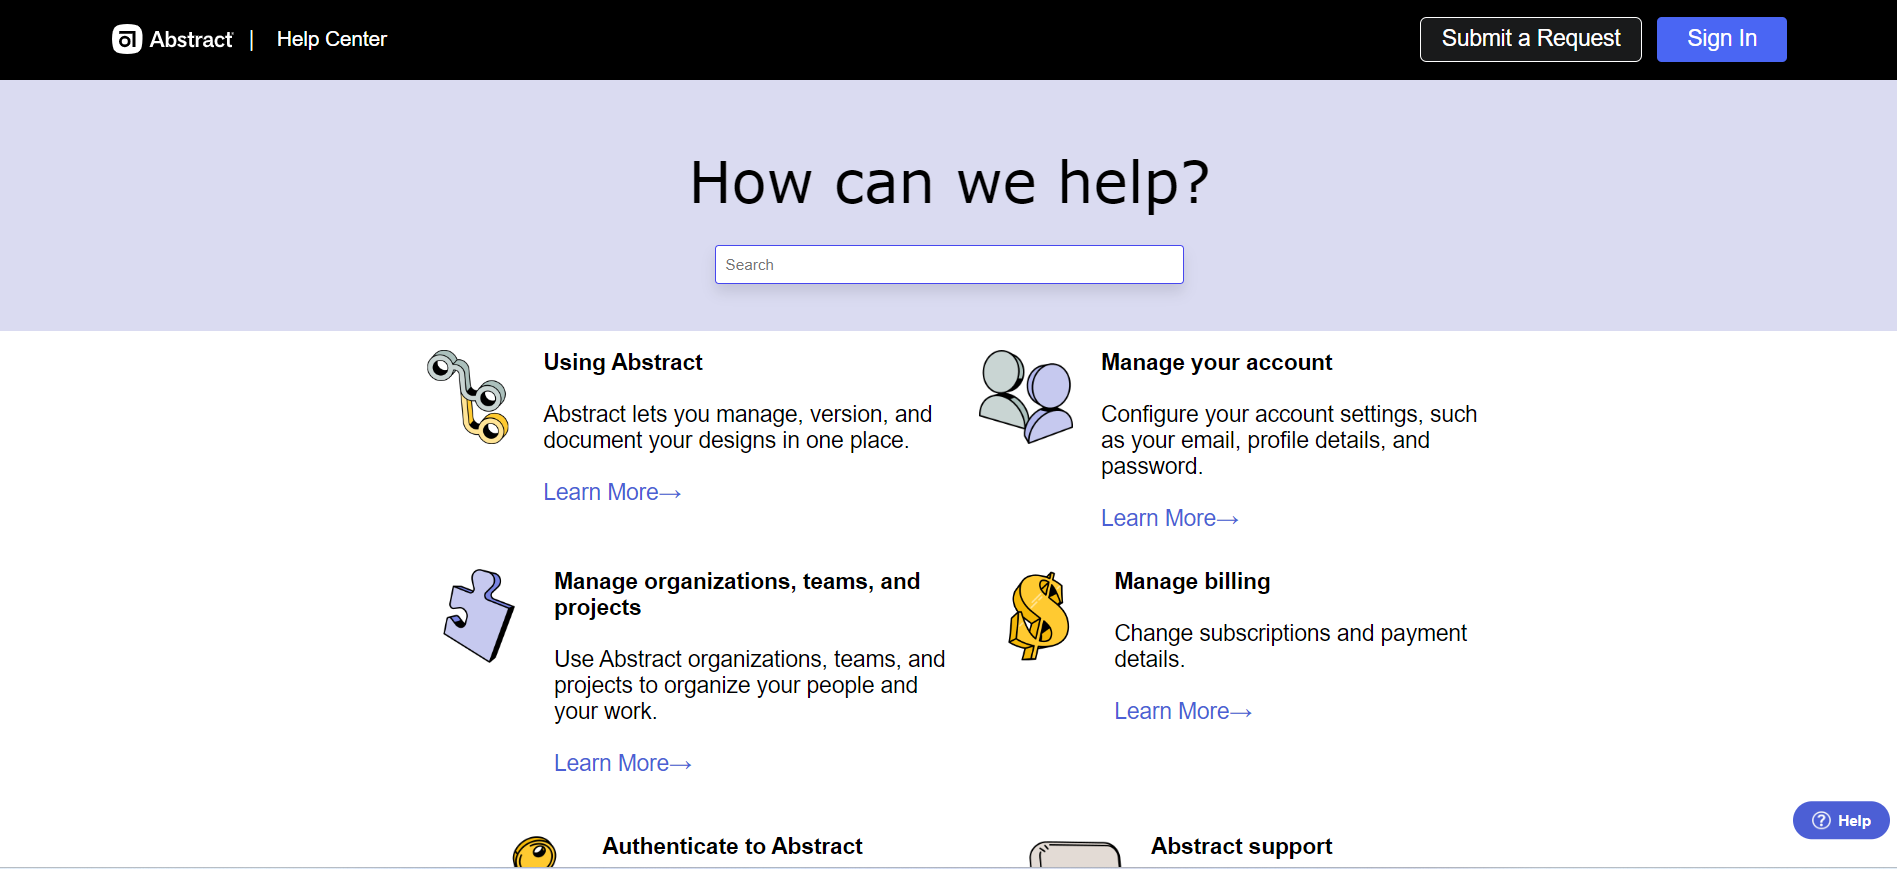 Abstract | Help Center
Submit a Request
Sign In
How can we help?
Search
Using Abstract
Abstract lets you manage, version, and
document your designs in one place.
Learn More→
Manage your account
Configure your account settings, such
as your email, profile details, and
password.
Learn More→
Manage organizations, teams, and
projects
Use Abstract organizations, teams, and
projects to organize your people and
your work.
Learn More→
Manage billing
Change subscriptions and payment
details.
Learn More→
Authenticate to Abstract
Abstract support
Help